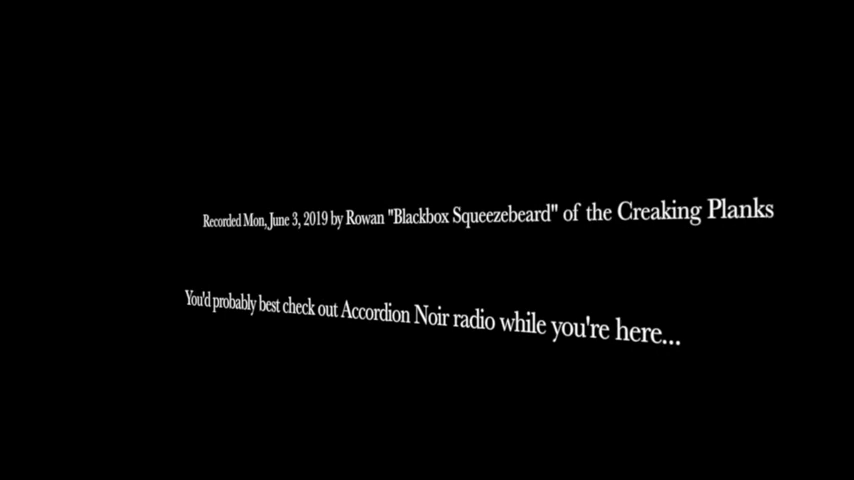 Recorded Mon, June 3, 2019 by Rowan "Blackbox Squeezebeard" of the Creaking Planks
You'd probably best check out Accordion Noir radio while you're here...